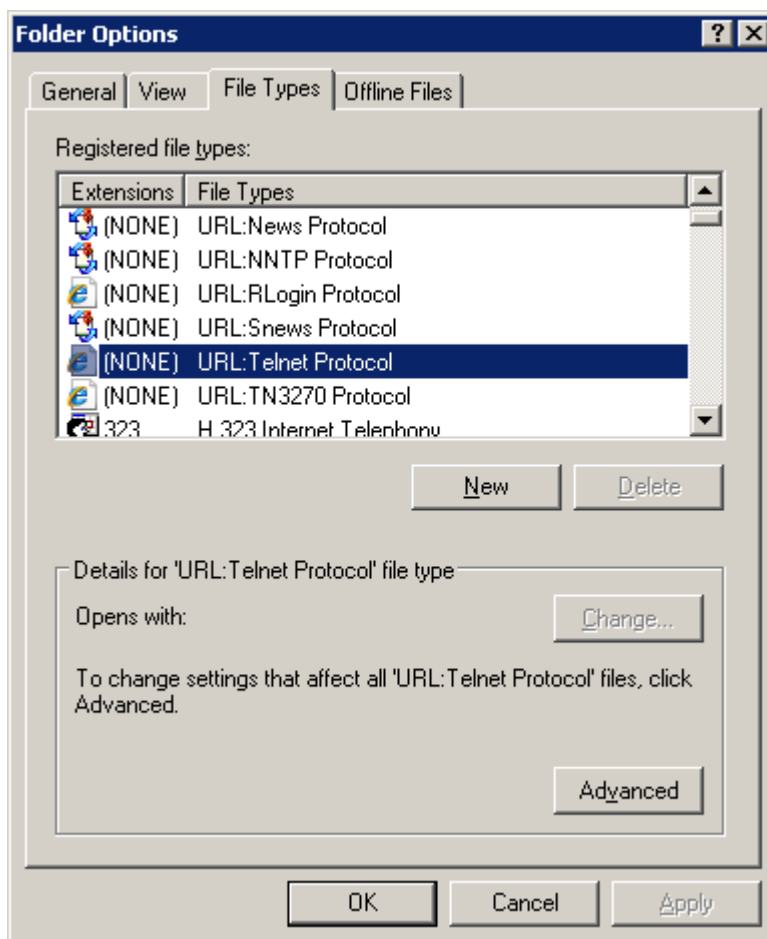 Folder Options
General View File Types Offline Files
Registered file types:
Extensions File Types
(NONE) URL:News Protocol
(NONE) URL:NNTP Protocol
(NONE) URL:RLogin Protocol
(NONE) URL:Snews Protocol
(NONE) URL:Telnet Protocol
(NONE) URL:TN3270 Protocol
323 H.323 Internet Telephony
New Delete
Details for 'URL:Telnet Protocol' file type
Opens with: Change...
To change settings that affect all 'URL:Telnet Protocol' files, click
Advanced.
Advanced
OK Cancel Apply